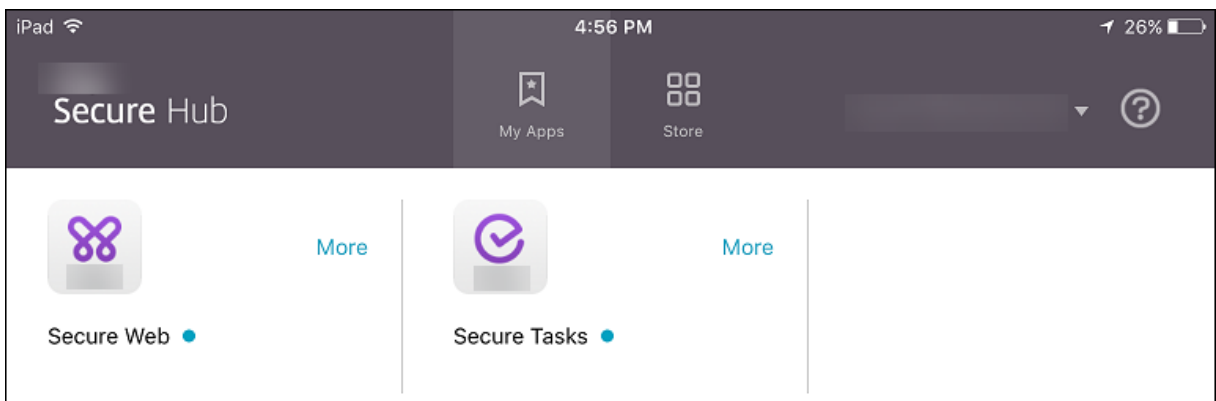 iPad 4:56 PM 26%
Secure Hub
My Apps Store
More More
Secure Web Secure Tasks